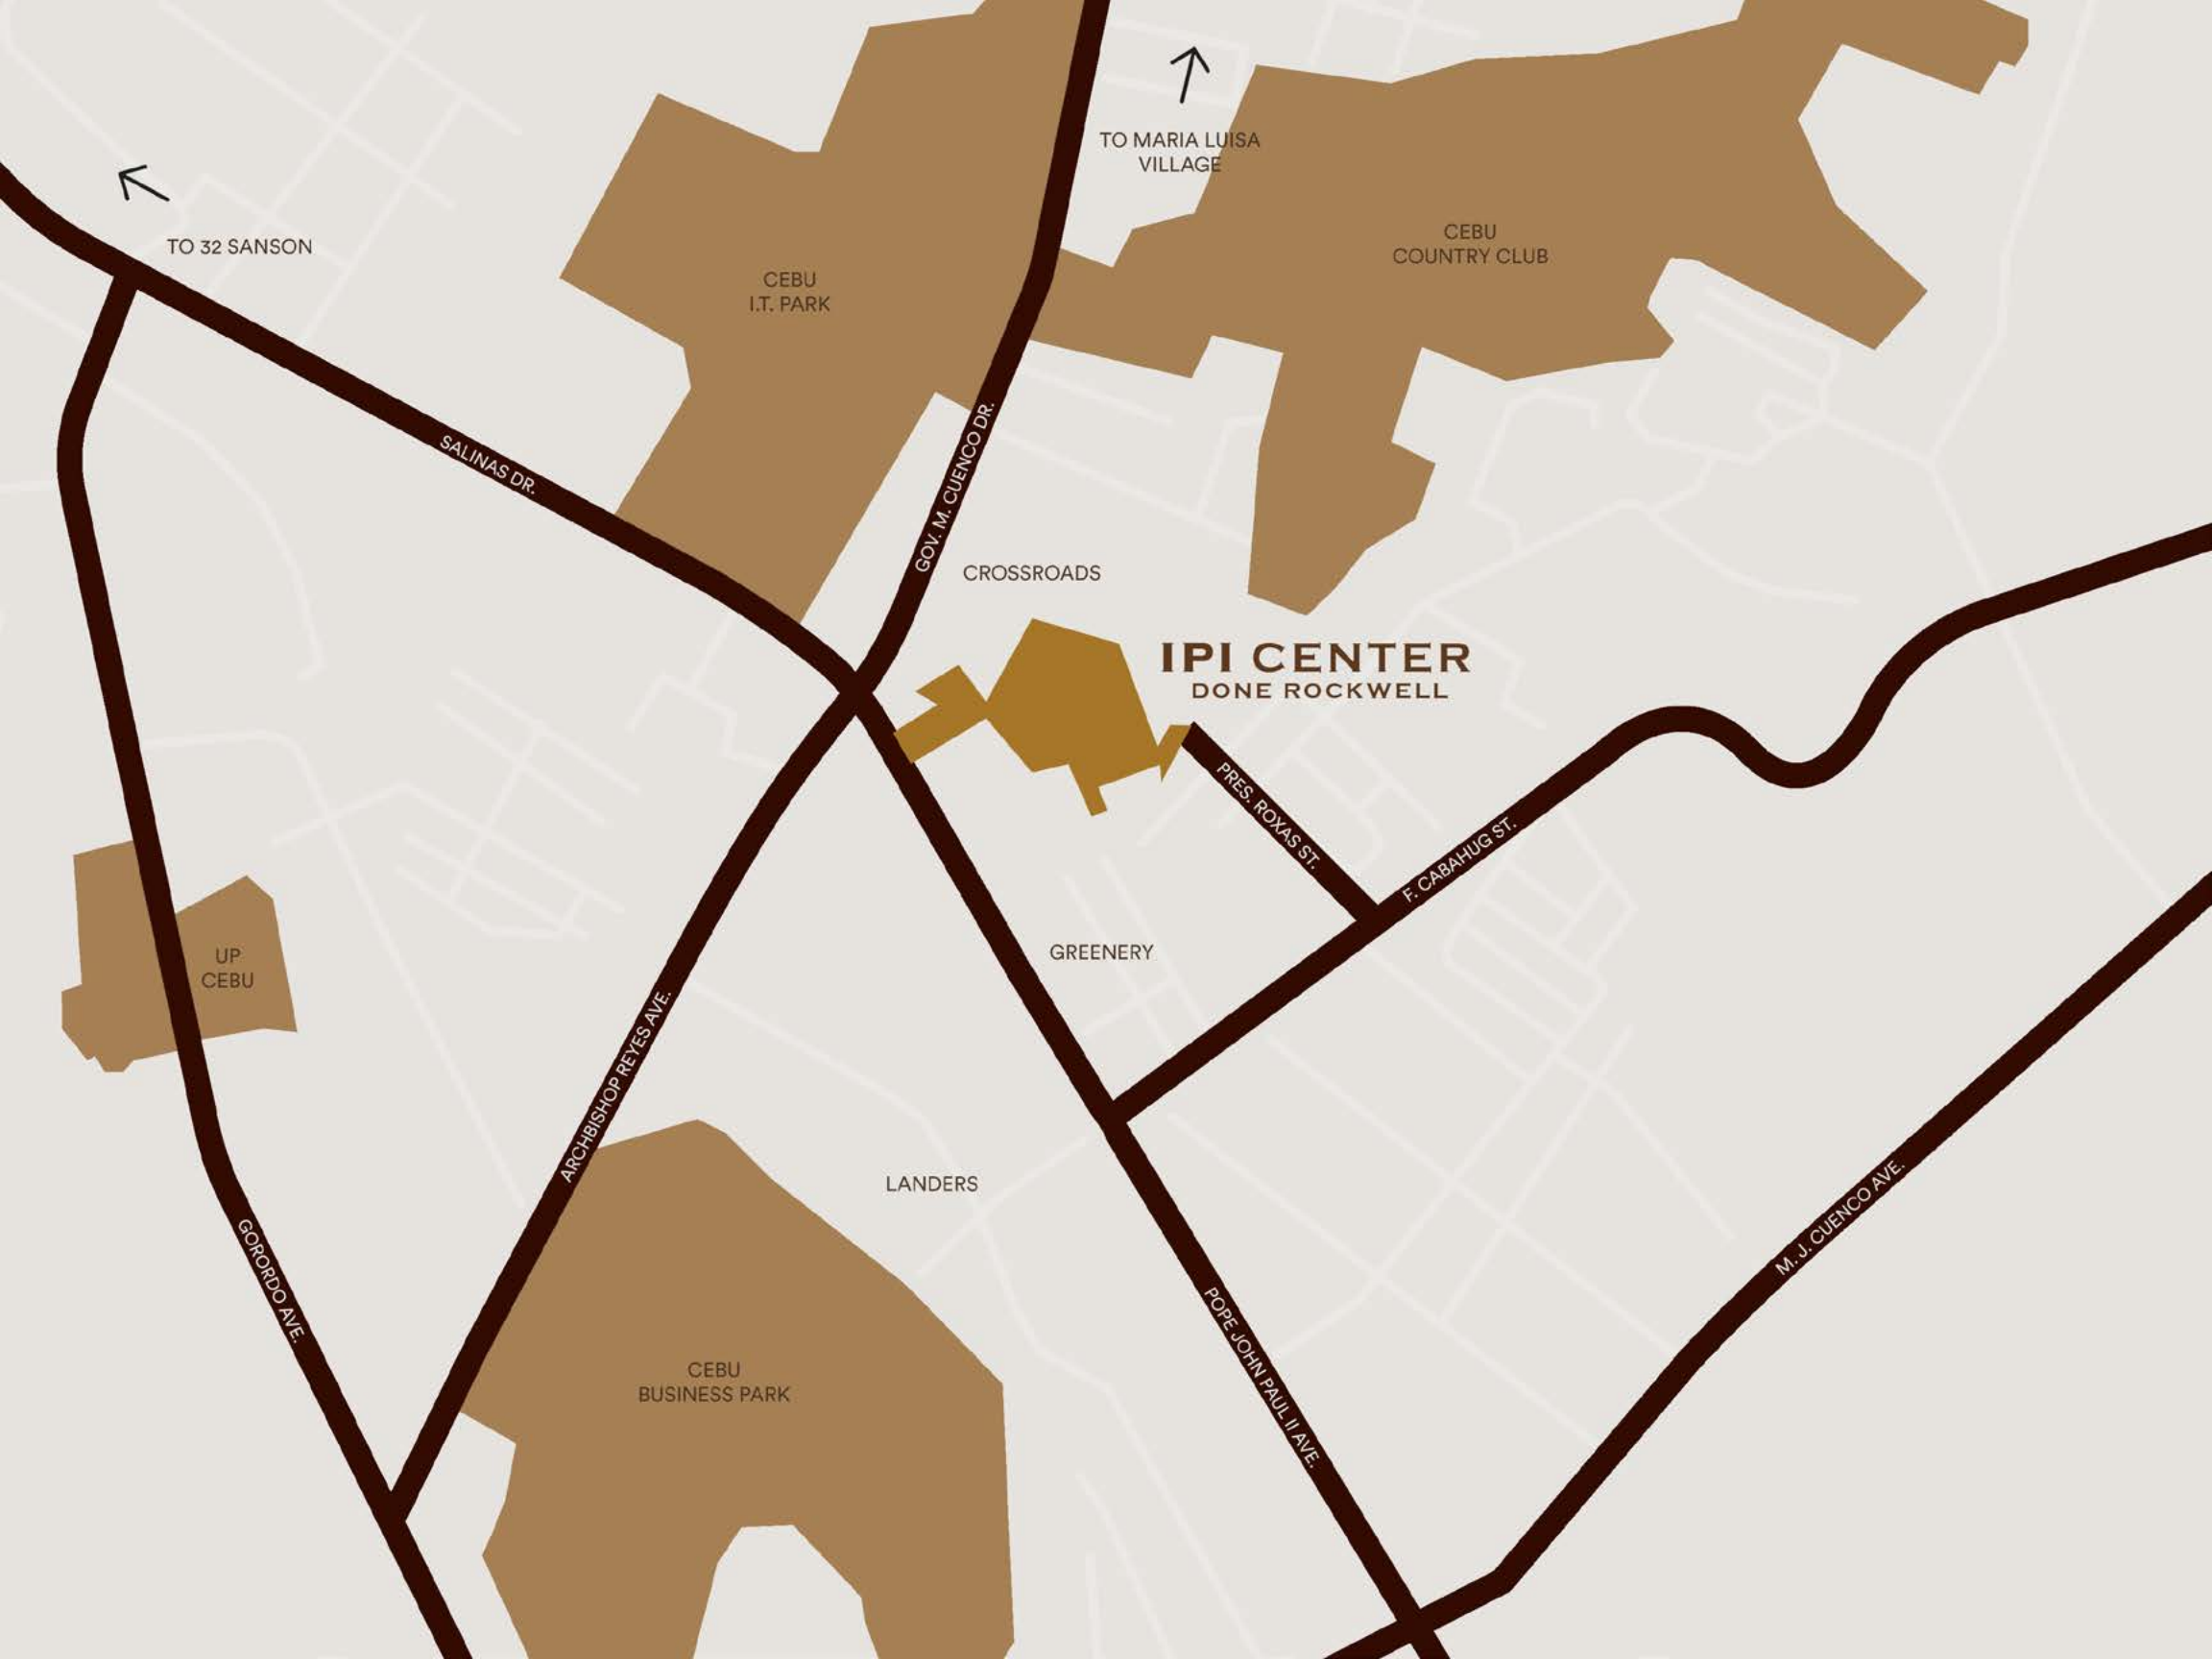 TO MARIA LUISA
VILLAGE
TO 32 SANSON
CEBU
COUNTRY CLUB
CEBU
I.T. PARK
SALINAS DR.
GOV. M. CUENCO DR.
CROSSROADS
IPI CENTER
DONE ROCKWELL
PRES. ROXAS ST.
F. CABAHUG ST.
UP
CEBU
GREENERY
ARCHBISHOP REYES AVE.
LANDERS
M. J. CUENCO AVE.
GORORDO AVE.
POPE JOHN PAUL II AVE.
CEBU
BUSINESS PARK